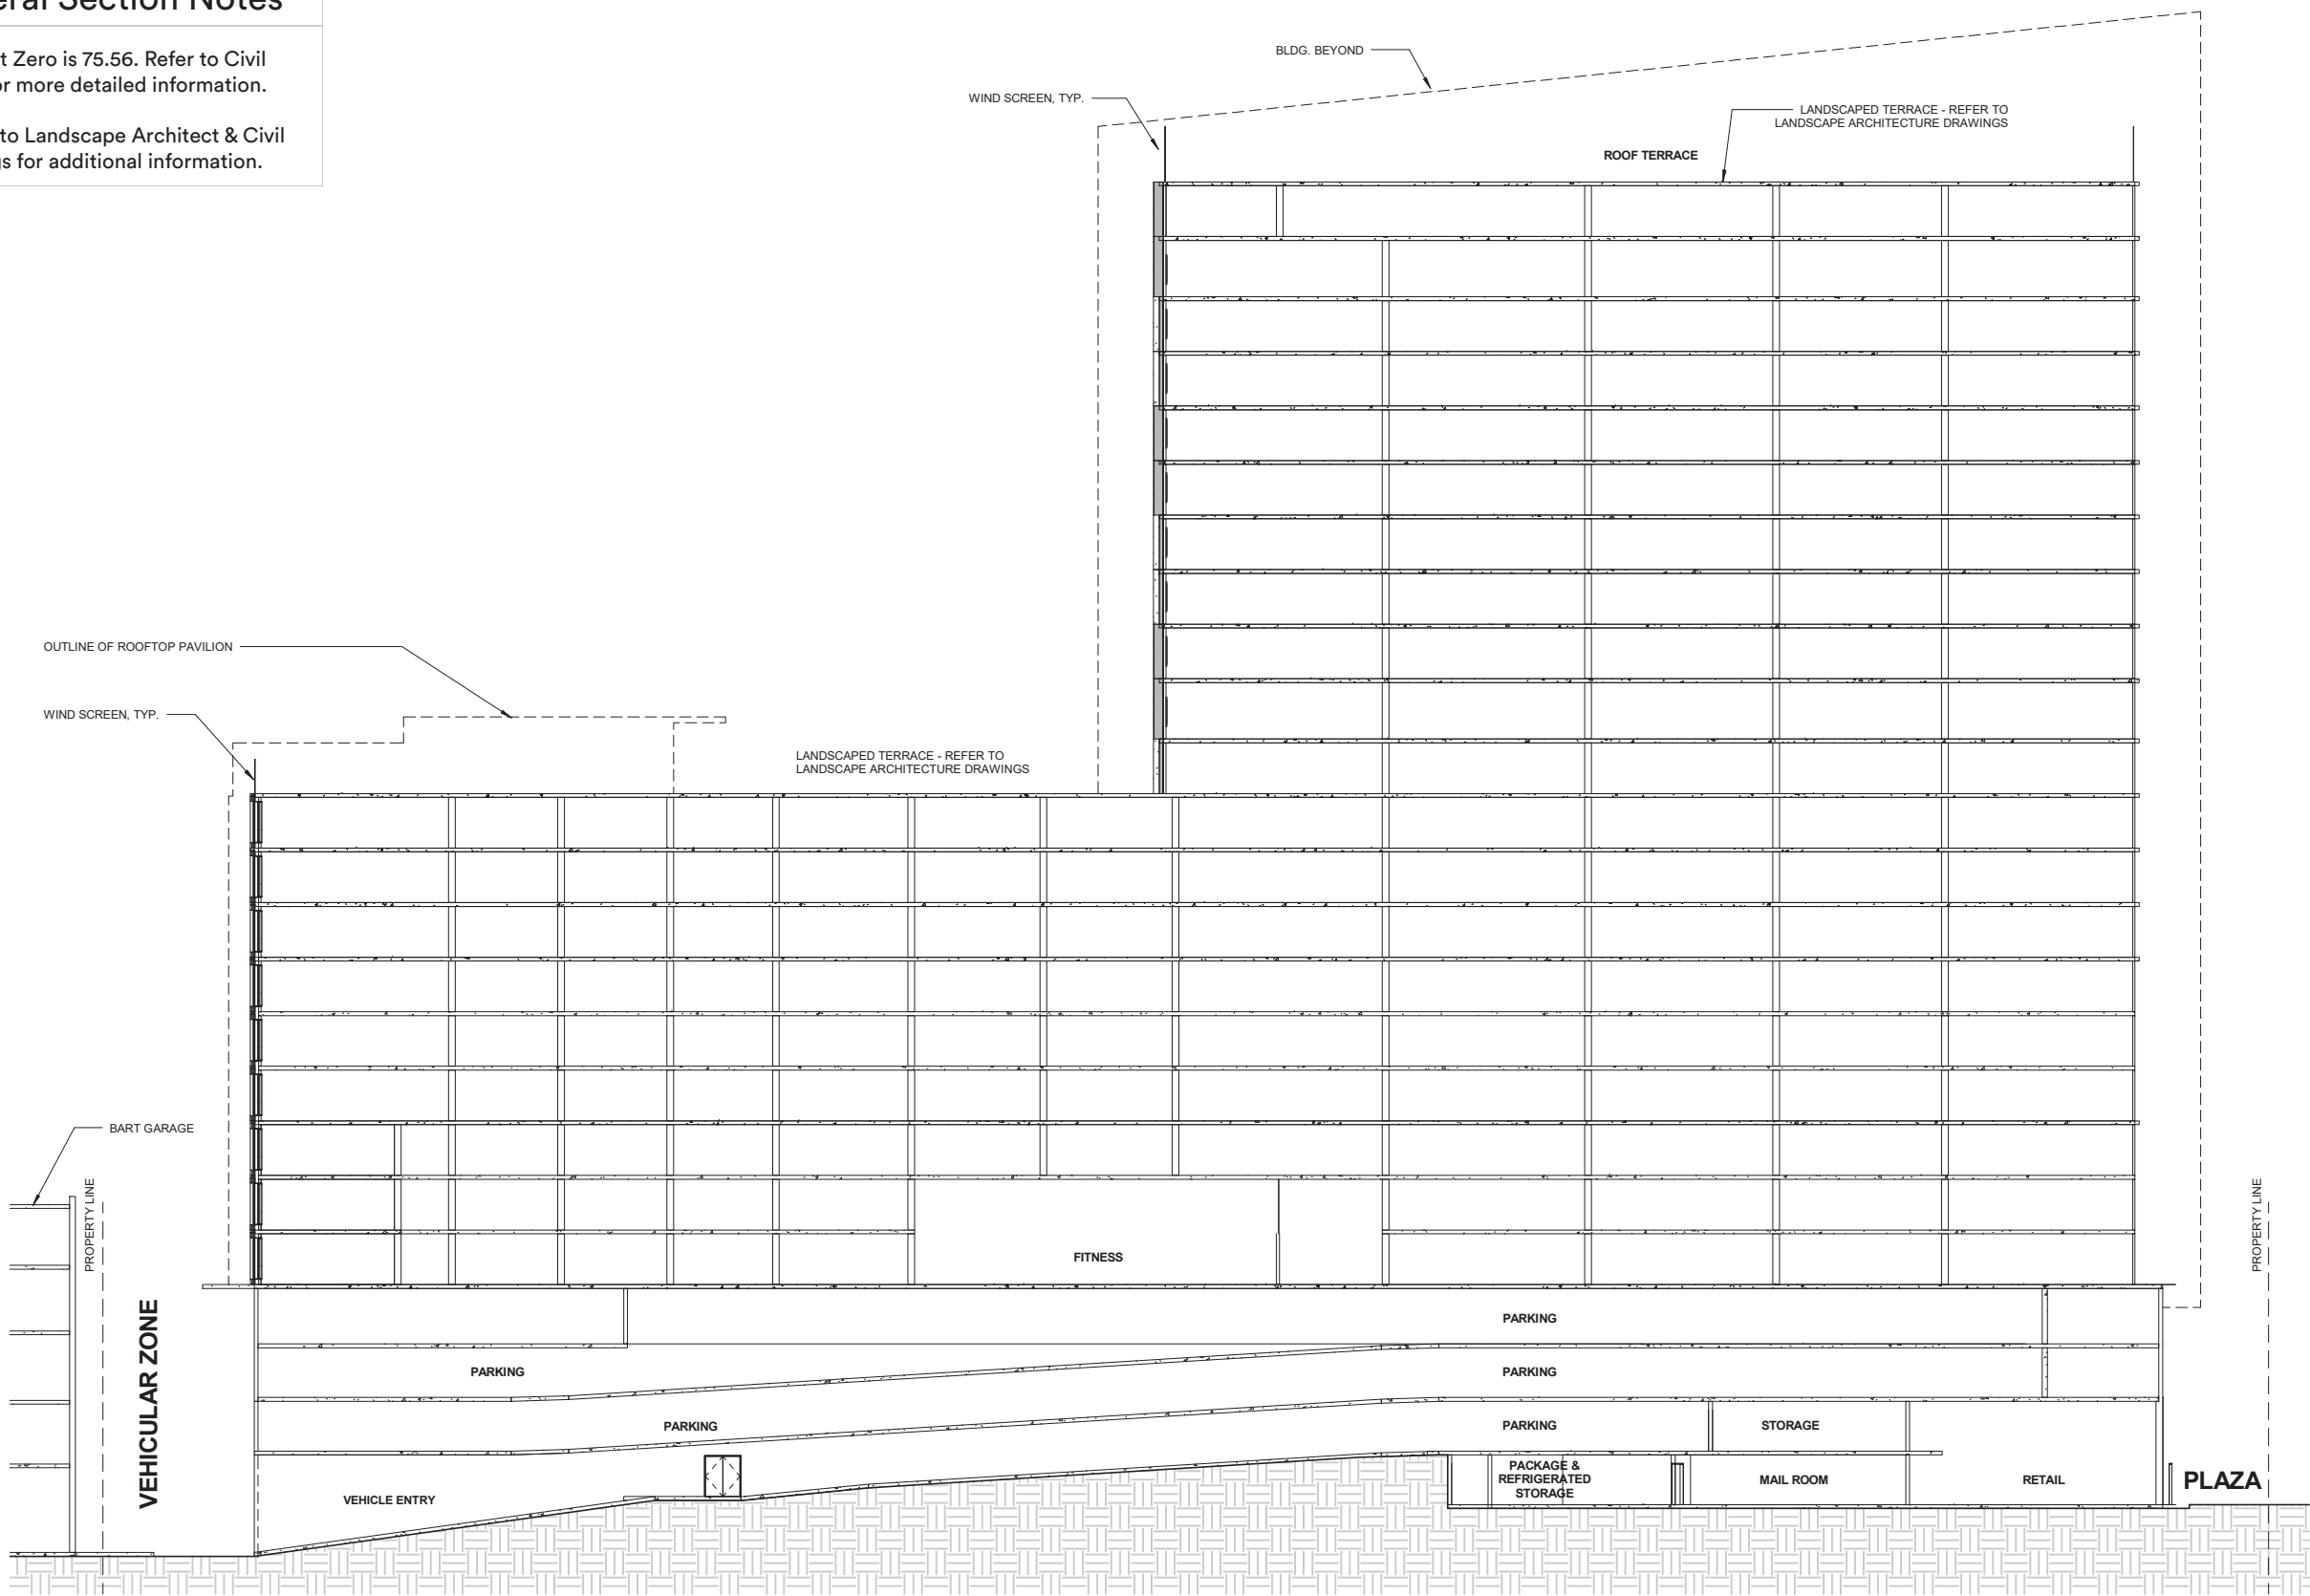 eral Section Notes
t Zero is 75.56. Refer to Civil
or more detailed information.
to Landscape Architect & Civil
gs for additional information.
BLDG. BEYOND
WIND SCREEN, TYP.
LANDSCAPED TERRACE - REFER TO
LANDSCAPE ARCHITECTURE DRAWINGS
ROOF TERRACE
OUTLINE OF ROOFTOP PAVILION
WIND SCREEN, TYP.
LANDSCAPED TERRACE - REFER TO
LANDSCAPE ARCHITECTURE DRAWINGS
BART GARAGE
PROPERTY LINE
VEHICULAR ZONE
FITNESS
PROPERTY LINE
PARKING
PARKING
PARKING
PARKING
PARKING
STORAGE
VEHICLE ENTRY
PACKAGE &
REFRIGERATED
STORAGE
MAIL ROOM
RETAIL
PLAZA